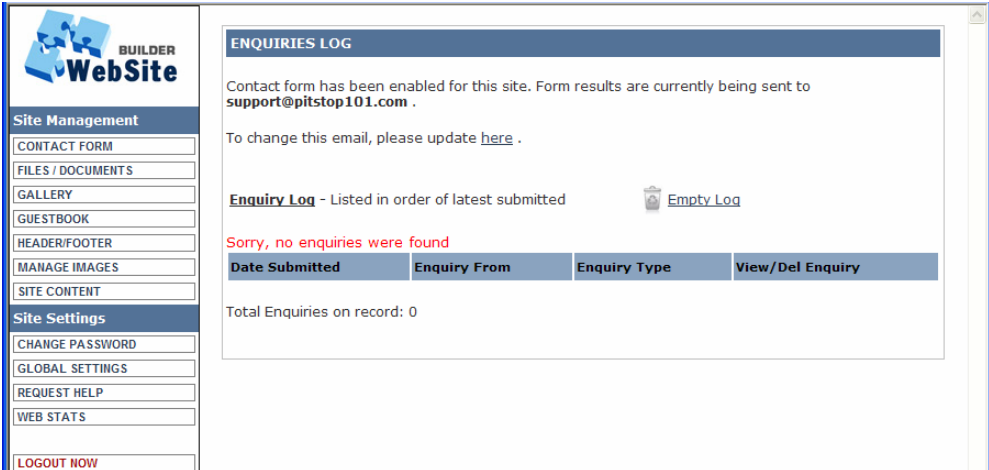 BUILDER
WebSite
Site Management
CONTACT FORM
FILES / DOCUMENTS
GALLERY
GUESTBOOK
HEADER/FOOTER
MANAGE IMAGES
SITE CONTENT
Site Settings
CHANGE PASSWORD
GLOBAL SETTINGS
REQUEST HELP
WEB STATS
LOGOUT NOW
ENQUIRIES LOG
Contact form has been enabled for this site. Form results are currently being sent to
support@pitstop101.com .
To change this email, please update here .
Enquiry Log - Listed in order of latest submitted Empty Log
Sorry, no enquiries were found
Date Submitted Enquiry From Enquiry Type View/Del Enquiry
Total Enquiries on record: 0